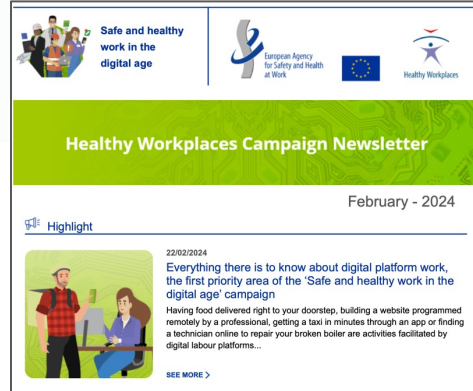 Safe and healthy
work in the
digital age
European Agency
for Safety and Health
at Work
Healthy Workplaces
Healthy Workplaces Campaign Newsletter
February - 2024
Highlight
22/02/2024
Everything there is to know about digital platform work,
the first priority area of the ‘Safe and healthy work in the
digital age’ campaign
Having food delivered right to your doorstep, building a website programmed
remotely by a professional, getting a taxi in minutes through an app or finding
a technician online to repair your broken boiler are activities facilitated by
digital labour platforms...
SEE MORE >